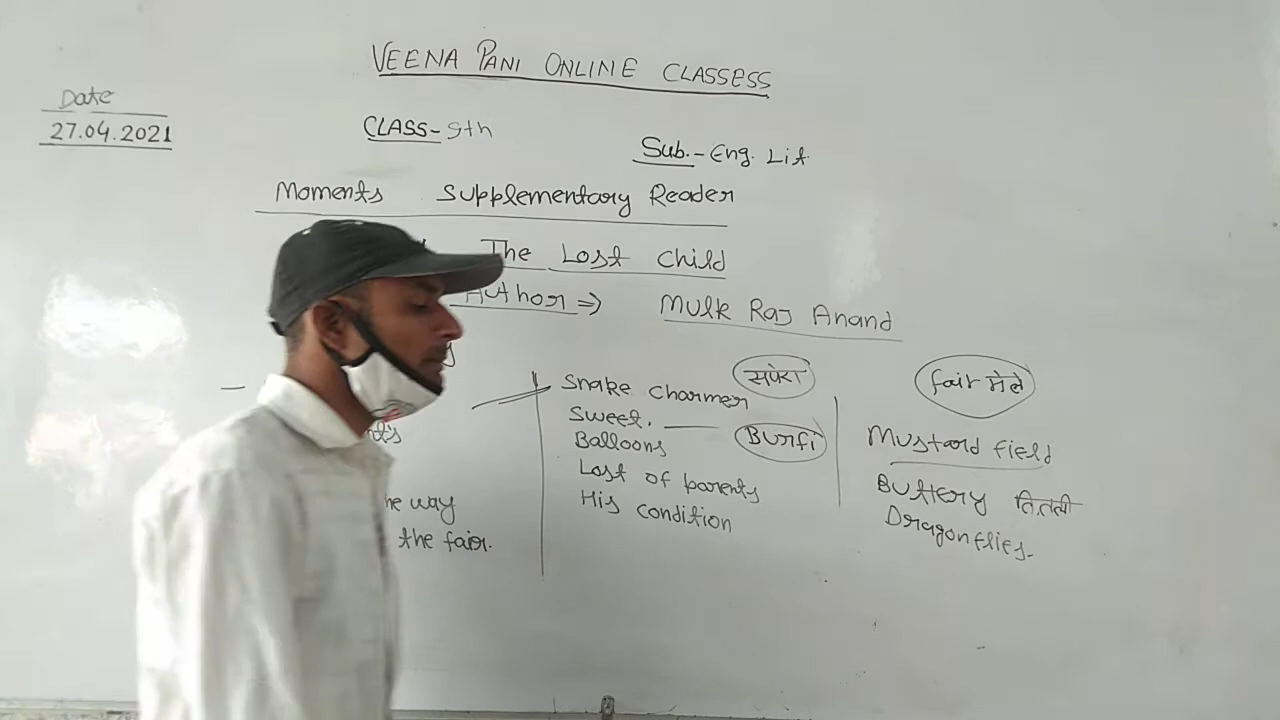 VEENA PANI ONLINE CLASSESS
Date
27.04.2021
CLASS- 9th
Sub.- Eng. Lit.
Moments Supplementary Reader
The Lost Child
Author ⇒ Mulk Raj Anand
he way
the fair.
Snake charmer सपेरा
Sweet. — Burfi
Balloons
Lost of parents
His condition
fair मेले
Mustard field
Buttery तितली
Dragonflies.